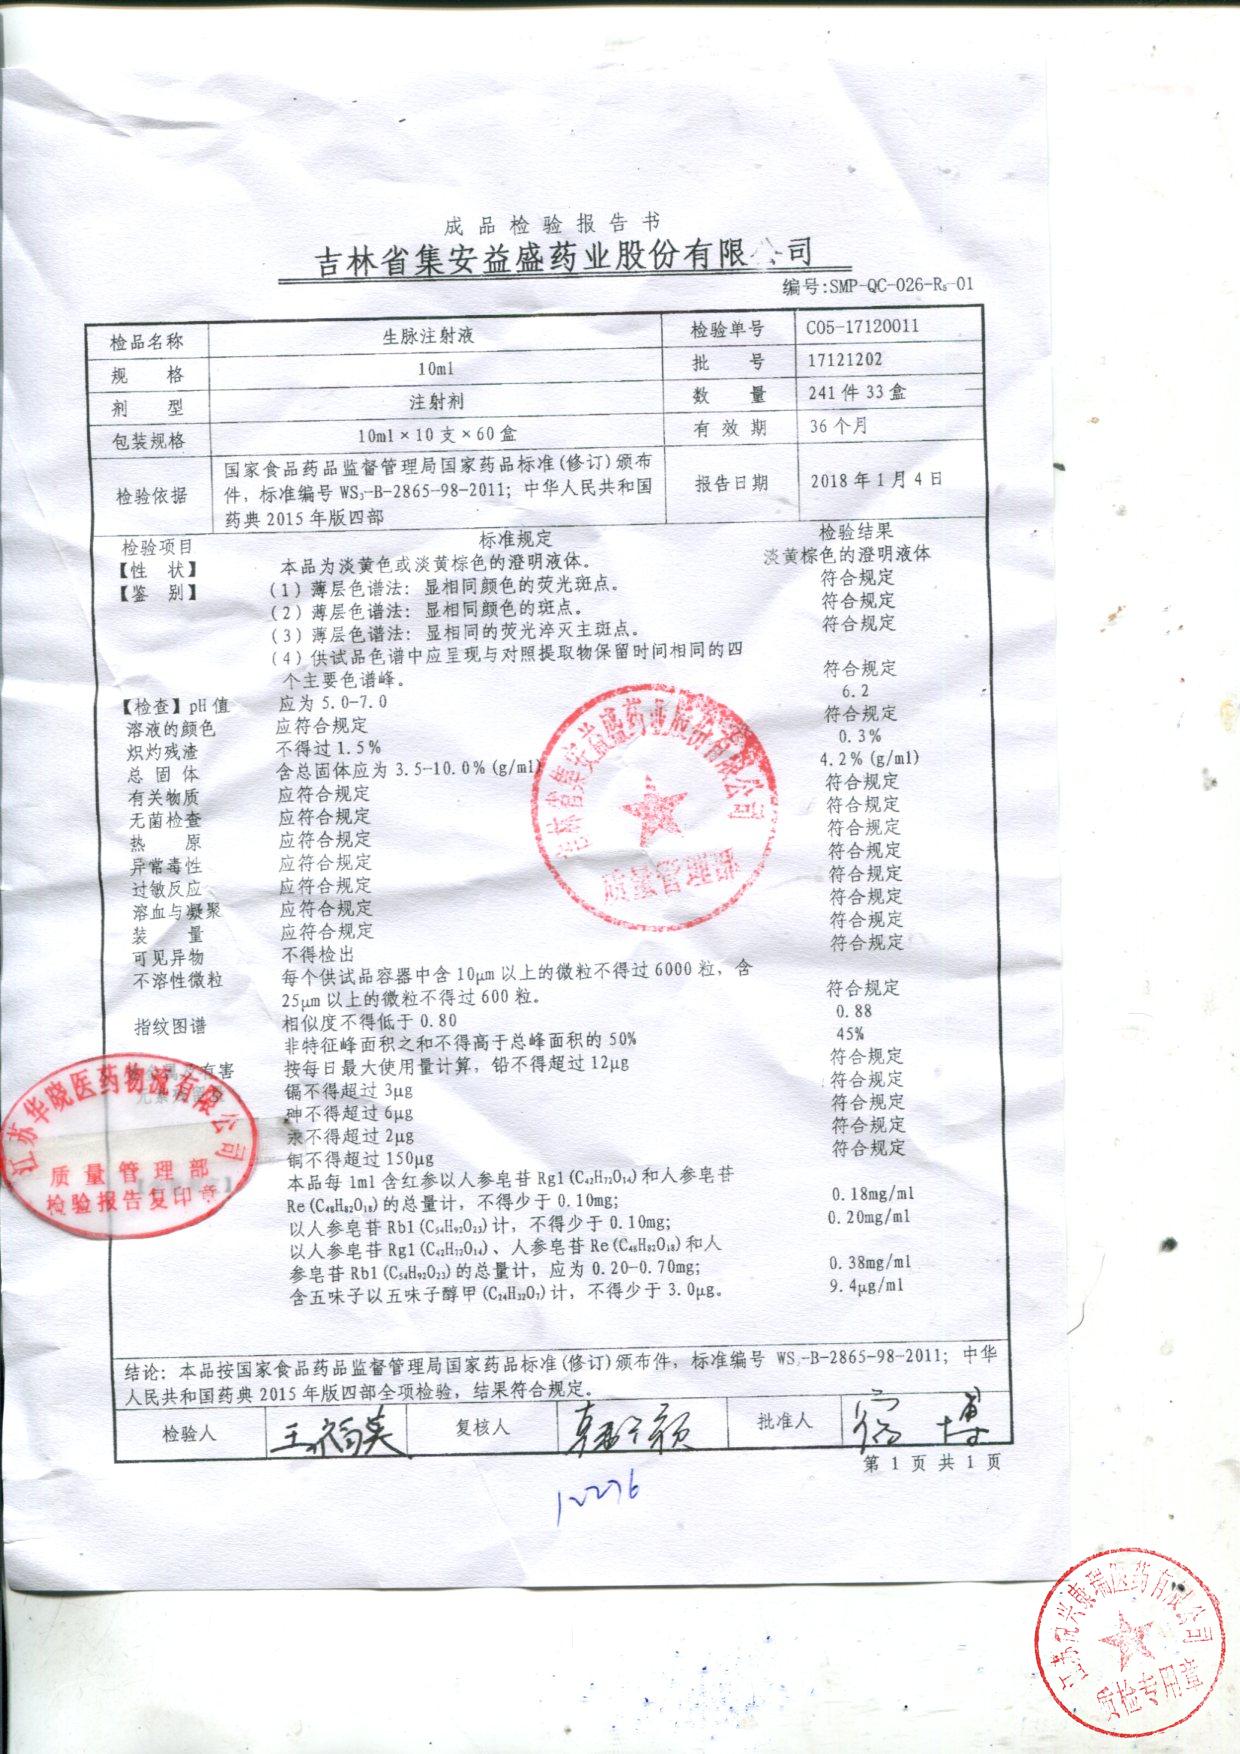 成品检验报告书
吉林省集安益盛药业股份有限公司
编号:SMP-QC-026-R₅-01
检品名称 生脉注射液 检验单号 C05-17120011
规 格 10ml 批 号 17121202
剂 型 注射剂 数 量 241件33盒
包装规格 10ml×10支×60盒 有效期 36个月
检验依据 国家食品药品监督管理局国家药品标准(修订)颁布
件，标准编号 WS₃-B-2865-98-2011；中华人民共和国
药典2015年版四部
报告日期 2018年1月4日
检验项目 标准规定 检验结果
【性 状】 本品为淡黄色或淡黄棕色的澄明液体。 淡黄棕色的澄明液体
【鉴 别】 (1)薄层色谱法：显相同颜色的荧光斑点。 符合规定
(2)薄层色谱法：显相同颜色的斑点。 符合规定
(3)薄层色谱法：显相同的荧光淬灭主斑点。 符合规定
(4)供试品色谱中应呈现与对照提取物保留时间相同的四
个主要色谱峰。 符合规定
【检查】pH值 应为5.0-7.0 6.2
溶液的颜色 应符合规定 符合规定
炽灼残渣 不得过1.5% 0.3%
总固体 含总固体应为3.5-10.0%(g/ml) 4.2%(g/ml)
有关物质 应符合规定 符合规定
无菌检查 应符合规定 符合规定
热 原 应符合规定 符合规定
异常毒性 应符合规定 符合规定
过敏反应 应符合规定 符合规定
溶血与凝聚 应符合规定 符合规定
装 量 应符合规定 符合规定
可见异物 不得检出 符合规定
不溶性微粒 每个供试品容器中含10μm以上的微粒不得过6000粒，含
25μm以上的微粒不得过600粒。 符合规定
指纹图谱 相似度不得低于0.80 0.88
非特征峰面积之和不得高于总峰面积的50% 45%
有害 按每日最大使用量计算，铅不得超过12μg 符合规定
镉不得超过3μg 符合规定
砷不得超过6μg 符合规定
汞不得超过2μg 符合规定
铜不得超过150μg 符合规定
本品每1ml含红参以人参皂苷Rg1(C₄₂H₇₂O₁₄)和人参皂苷
Re(C₄₈H₈₂O₁₈)的总量计，不得少于0.10mg； 0.18mg/ml
以人参皂苷Rb1(C₅₄H₉₂O₂₃)计，不得少于0.10mg； 0.20mg/ml
以人参皂苷Rg1(C₄₂H₇₂O₁₄)、人参皂苷Re(C₄₈H₈₂O₁₈)和人
参皂苷Rb1(C₅₄H₉₂O₂₃)的总量计，应为0.20-0.70mg； 0.38mg/ml
含五味子以五味子醇甲(C₂₄H₃₂O₇)计，不得少于3.0μg。 9.4μg/ml
吉林省集安益盛药业股份有限公司
质量管理部
江苏华晓医药物流有限公司
质量管理部
检验报告复印章
结论：本品按国家食品药品监督管理局国家药品标准(修订)颁布件，标准编号 WS₃-B-2865-98-2011；中华
人民共和国药典2015年版四部全项检验，结果符合规定。
检验人 复核人 批准人
第1页共1页
医药有限公司
质检专用章